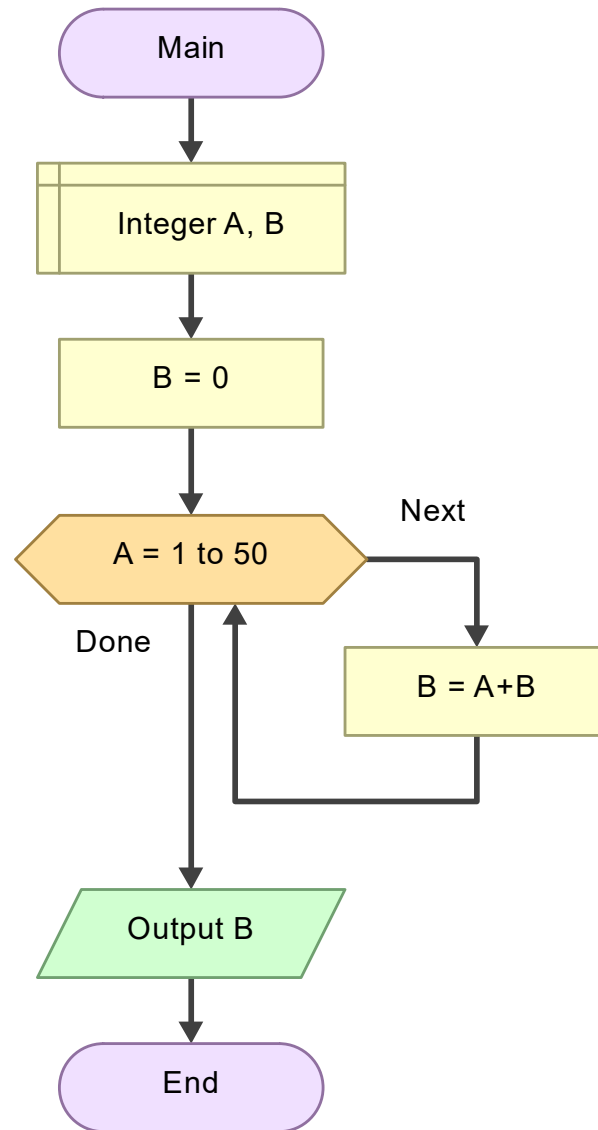 Main
Integer A, B
B = 0
A = 1 to 50
Next
Done
B = A+B
Output B
End